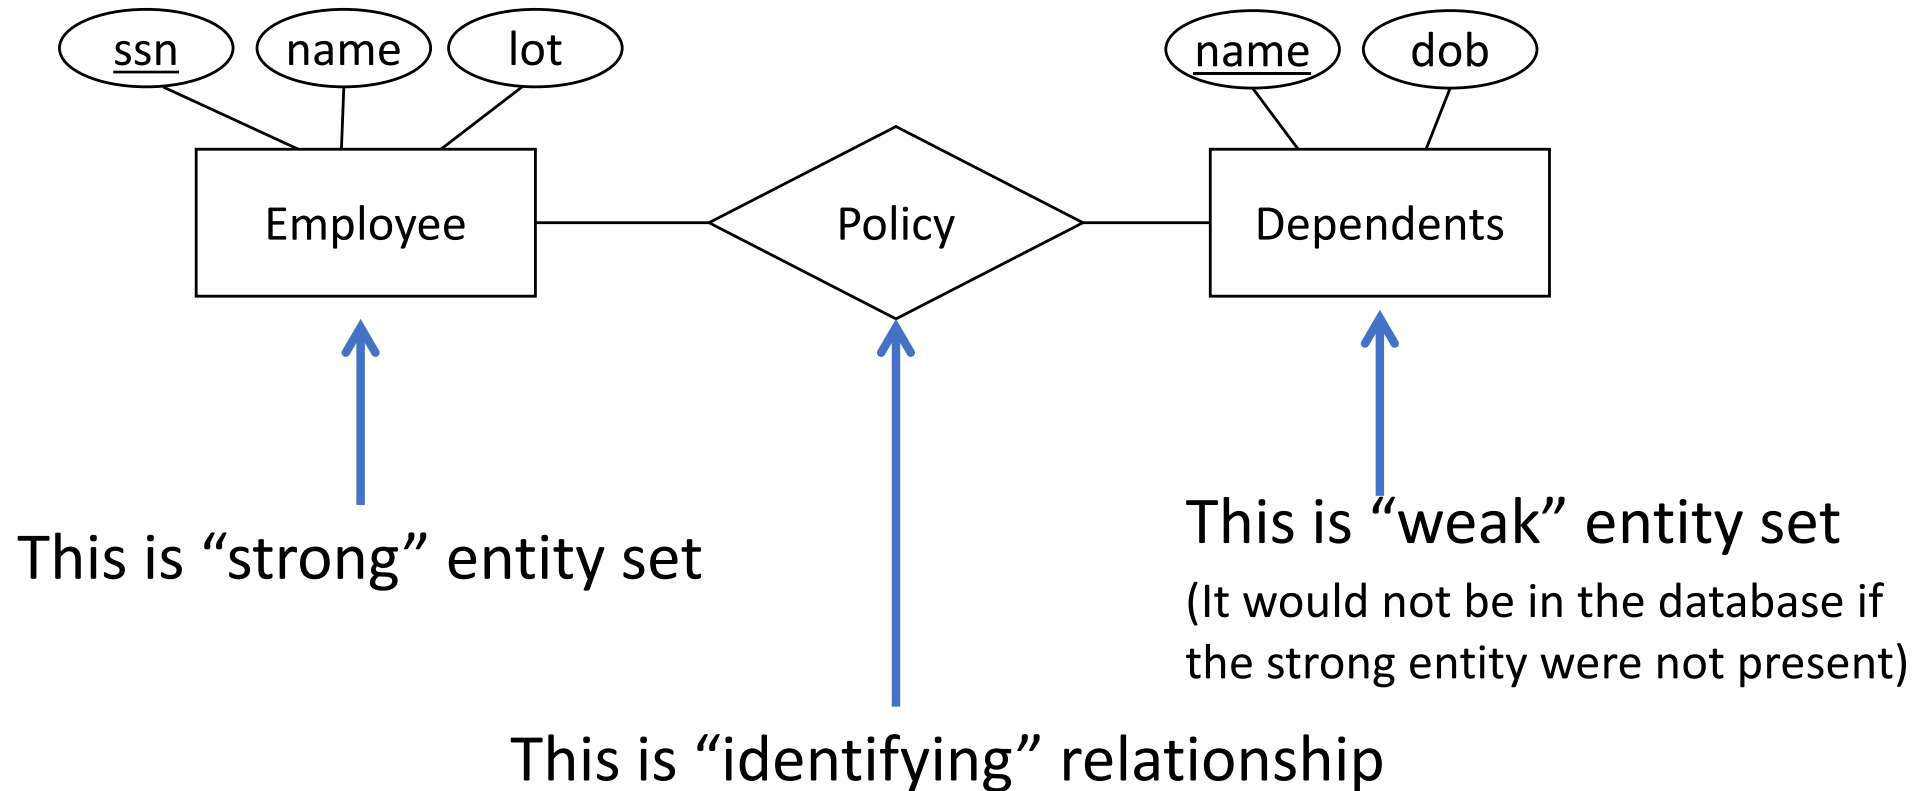 ssn name lot name dob
Employee Policy Dependents
This is “weak” entity set
This is “strong” entity set
(It would not be in the database if
the strong entity were not present)
This is “identifying” relationship